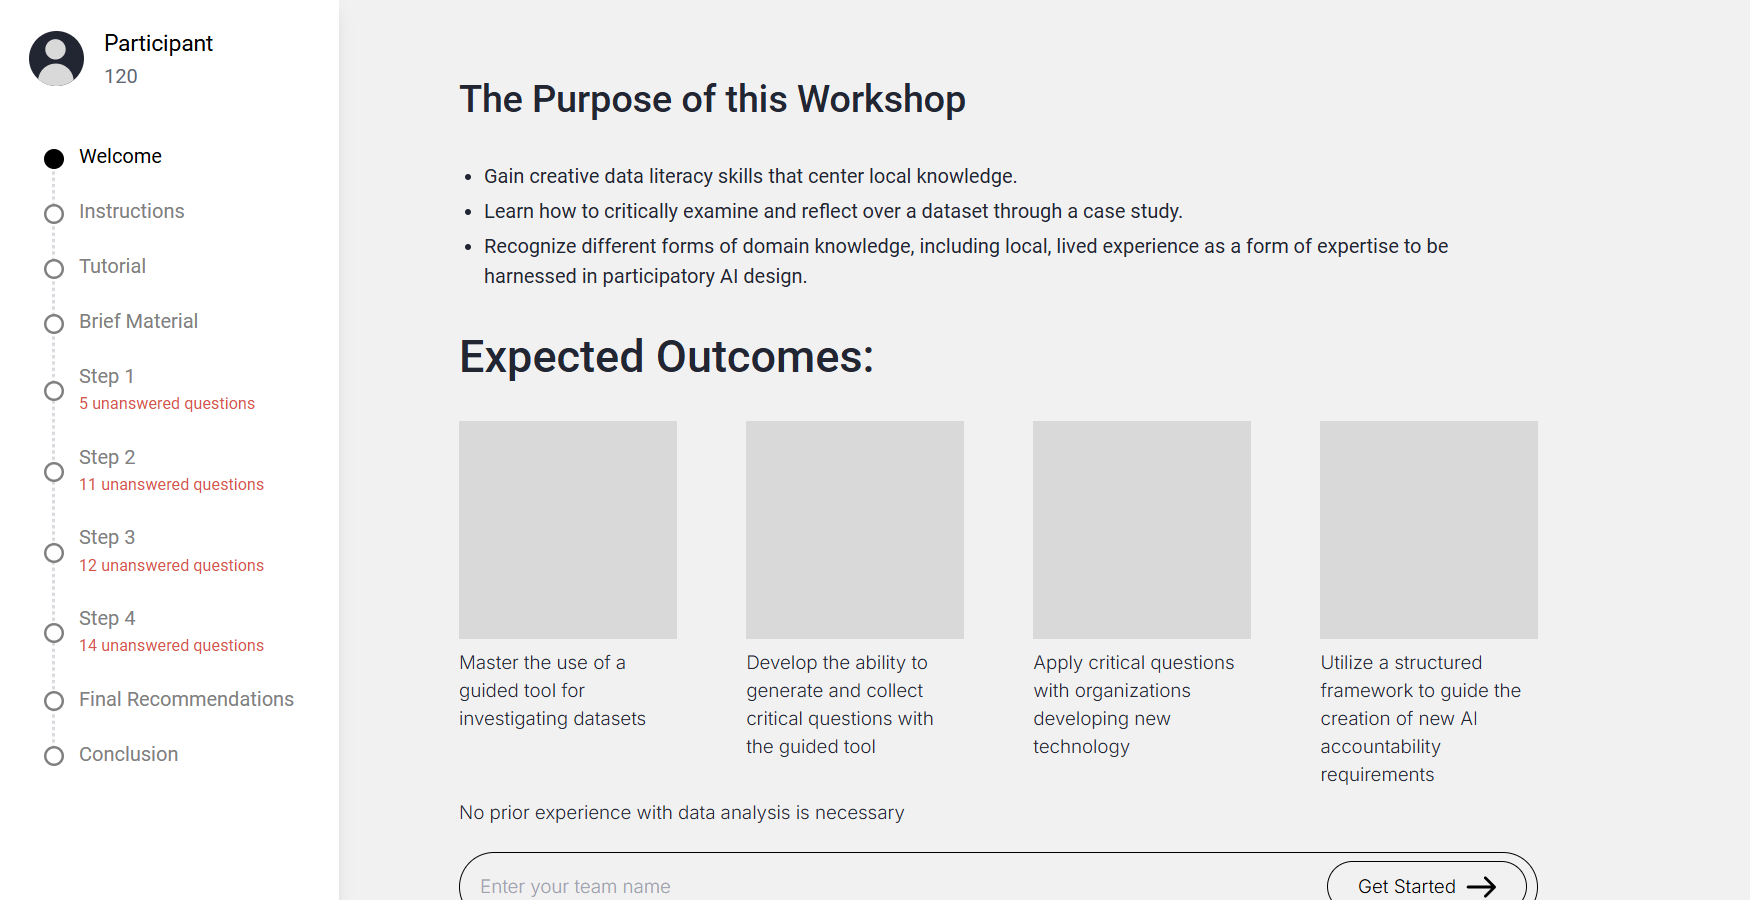 Participant
120
Welcome
Instructions
Tutorial
Brief Material
Step 1
5 unanswered questions
Step 2
11 unanswered questions
Step 3
12 unanswered questions
Step 4
14 unanswered questions
Final Recommendations
Conclusion
The Purpose of this Workshop
Gain creative data literacy skills that center local knowledge.
Learn how to critically examine and reflect over a dataset through a case study.
Recognize different forms of domain knowledge, including local, lived experience as a form of expertise to be
harnessed in participatory AI design.
Expected Outcomes:
Master the use of a
guided tool for
investigating datasets
Develop the ability to
generate and collect
critical questions with
the guided tool
Apply critical questions
with organizations
developing new
technology
Utilize a structured
framework to guide the
creation of new AI
accountability
requirements
No prior experience with data analysis is necessary
Enter your team name
Get Started